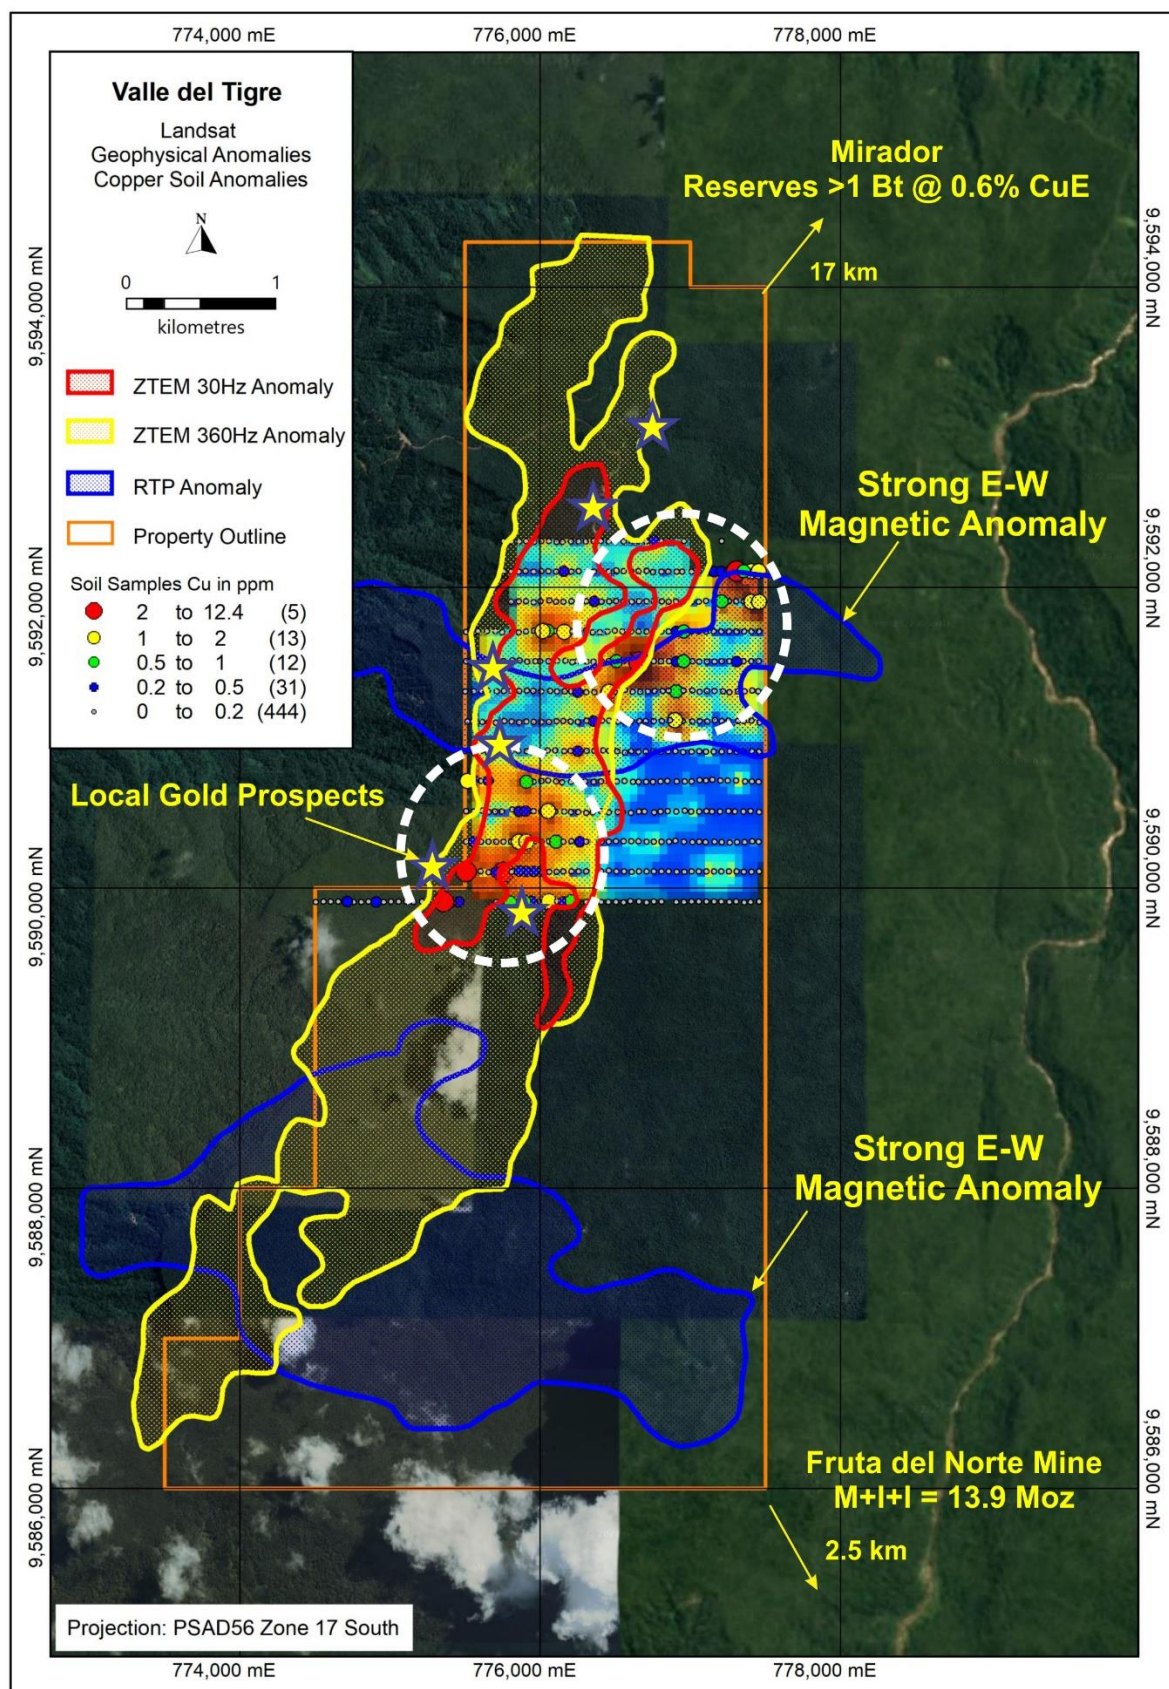 774,000 mE
776,000 mE
778,000 mE
Valle del Tigre
Landsat
Geophysical Anomalies
Copper Soil Anomalies
N
0 1
kilometres
ZTEM 30Hz Anomaly
ZTEM 360Hz Anomaly
RTP Anomaly
Property Outline
Soil Samples Cu in ppm
2 to 12.4 (5)
1 to 2 (13)
0.5 to 1 (12)
0.2 to 0.5 (31)
0 to 0.2 (444)
Mirador
Reserves >1 Bt @ 0.6% CuE
17 km
9,594,000 mN
9,594,000 mN
Strong E-W
Magnetic Anomaly
9,592,000 mN
9,592,000 mN
Local Gold Prospects
9,590,000 mN
9,590,000 mN
Strong E-W
Magnetic Anomaly
9,588,000 mN
9,588,000 mN
Fruta del Norte Mine
M+I+I = 13.9 Moz
2.5 km
9,586,000 mN
9,586,000 mN
Projection: PSAD56 Zone 17 South
774,000 mE
776,000 mE
778,000 mE